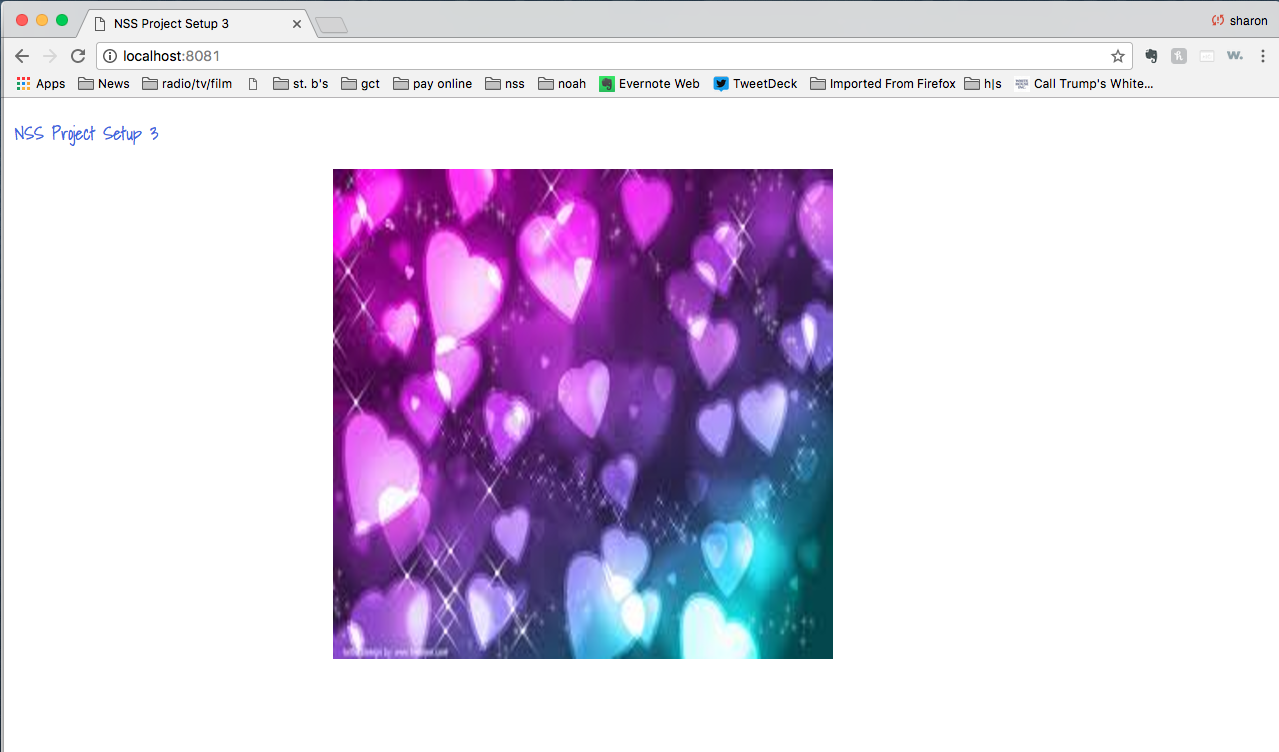 NSS Project Setup 3
sharon
localhost:8081
Apps News radio/tv/film st. b's gct pay online nss noah Evernote Web TweetDeck Imported From Firefox h|s Call Trump's White...
NSS Project Setup 3